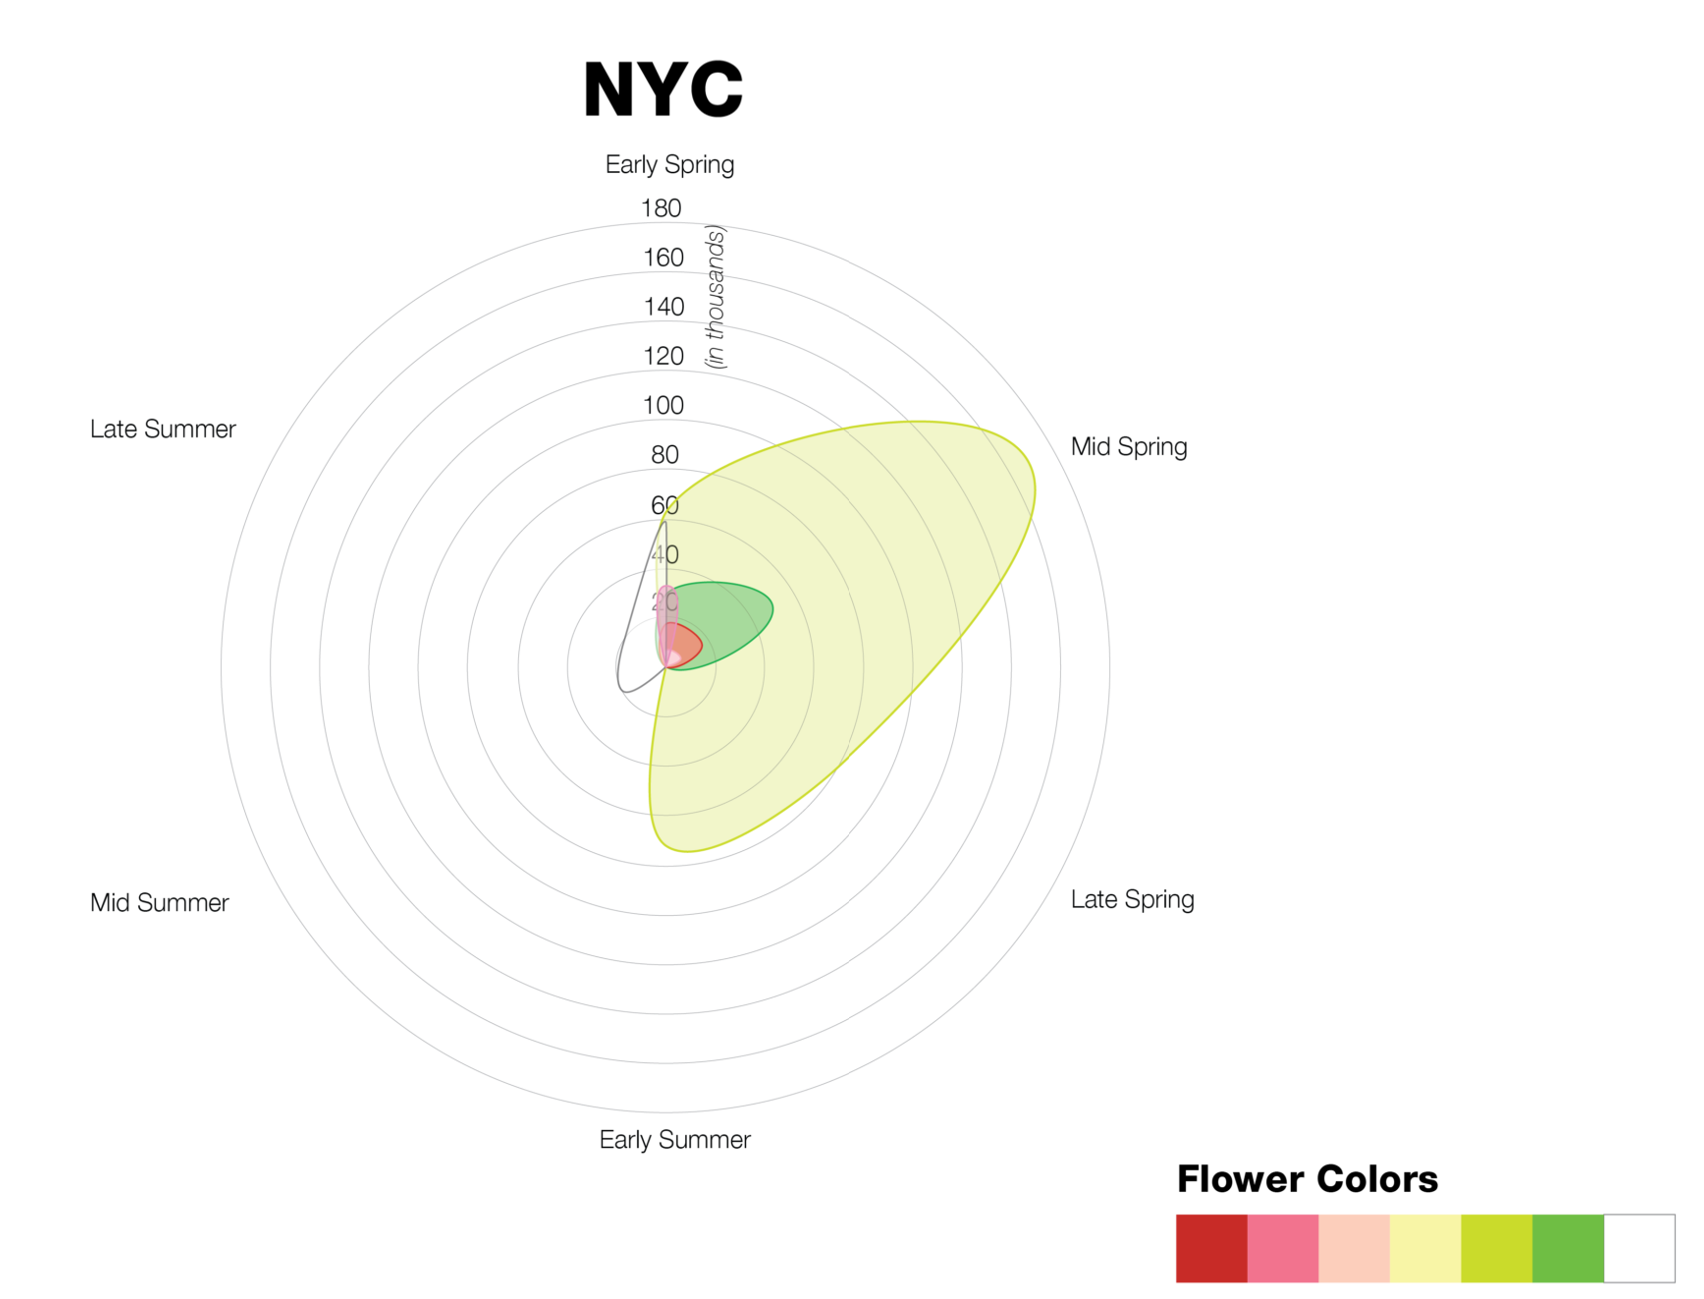 NYC
Early Spring
180
(in thousands)
160
140
120
100
80
60
40
20
Late Summer
Mid Spring
Mid Summer
Late Spring
Early Summer
Flower Colors